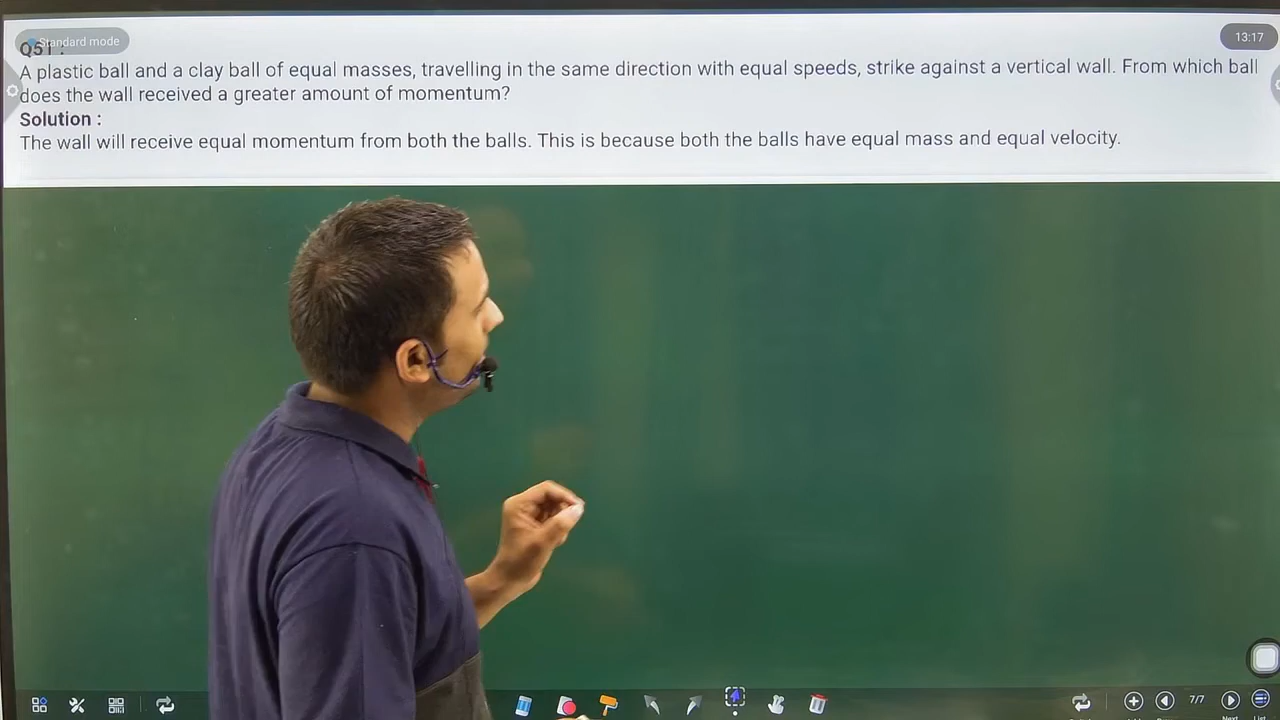 Standard mode
13:17
Q51 :
A plastic ball and a clay ball of equal masses, travelling in the same direction with equal speeds, strike against a vertical wall. From which ball
does the wall received a greater amount of momentum?
Solution :
The wall will receive equal momentum from both the balls. This is because both the balls have equal mass and equal velocity.
7/7